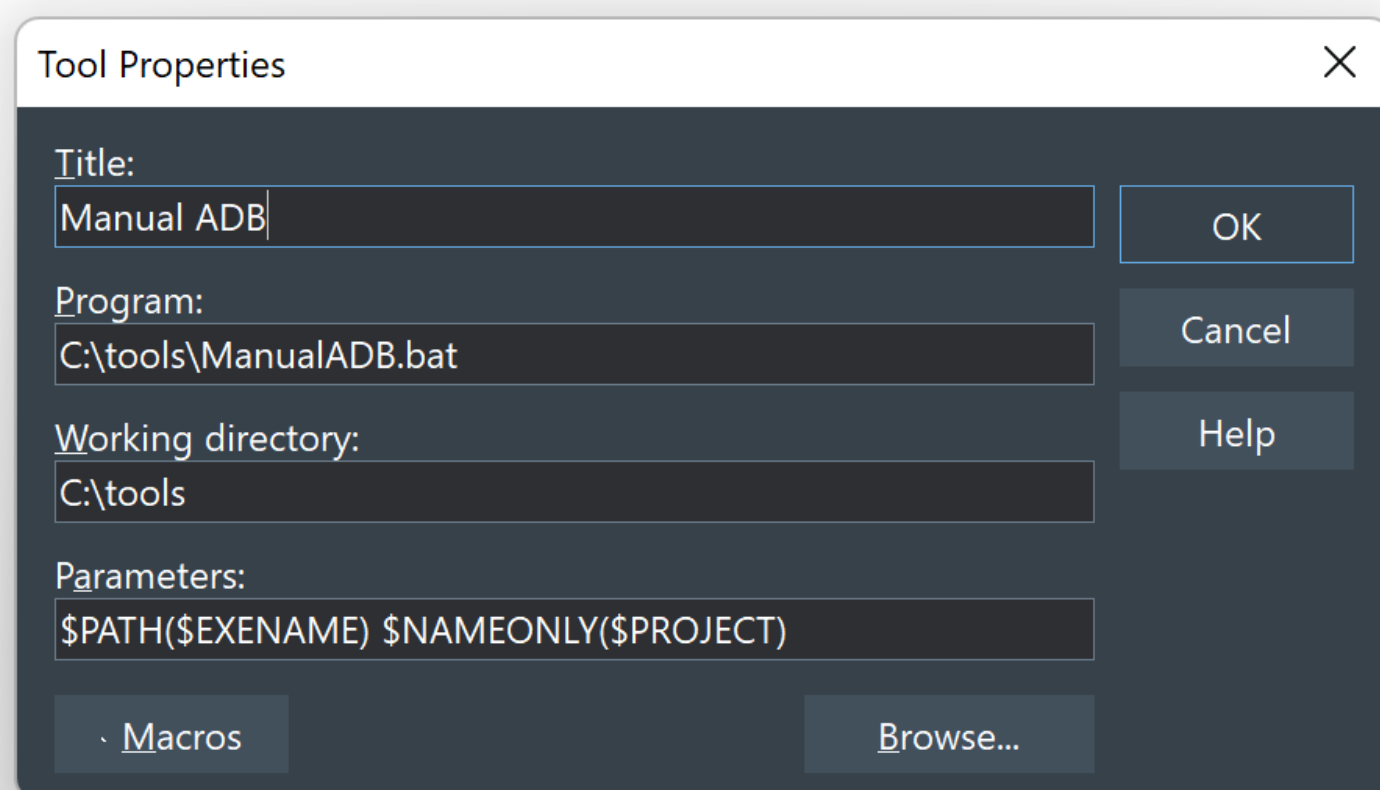 Tool Properties
Title:
Manual ADB
OK
Program:
C:\tools\ManualADB.bat
Cancel
Working directory:
C:\tools
Help
Parameters:
$PATH($EXENAME) $NAMEONLY($PROJECT)
Macros
Browse...